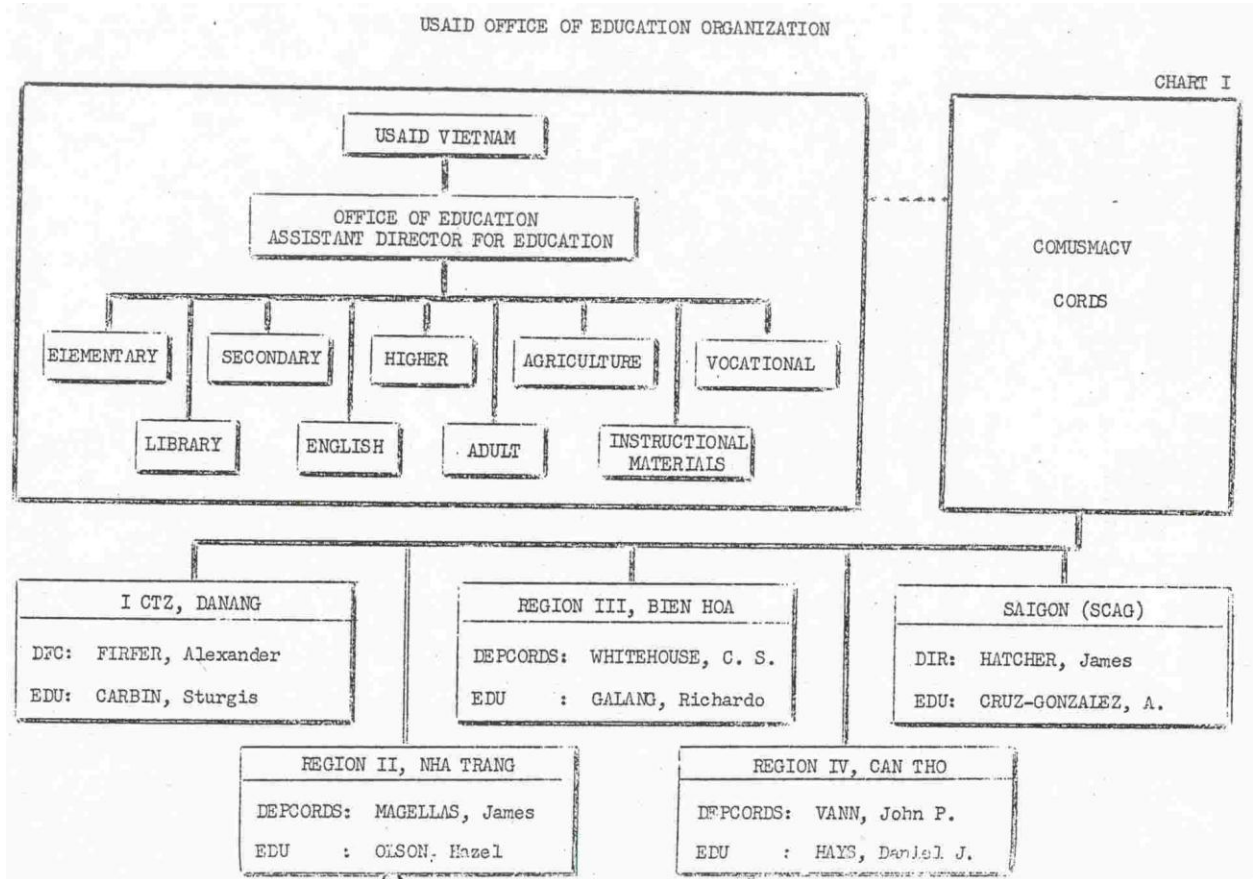 USAID OFFICE OF EDUCATION ORGANIZATION
CHART I
USAID VIETNAM
OFFICE OF EDUCATION
ASSISTANT DIRECTOR FOR EDUCATION
COMUSMACV
CORDS
ELEMENTARY
SECONDARY
HIGHER
AGRICULTURE
VOCATIONAL
LIBRARY
ENGLISH
ADULT
INSTRUCTIONAL
MATERIALS
I CTZ, DANANG
DFC: FIRFER, Alexander
EDU: CARBIN, Sturgis
REGION III, BIEN HOA
DEPCORDS: WHITEHOUSE, C. S.
EDU : GALANG, Richardo
SAIGON (SCAG)
DIR: HATCHER, James
EDU: CRUZ-GONZALEZ, A.
REGION II, NHA TRANG
DEPCORDS: MAGELLAS, James
EDU : OLSON, Hazel
REGION IV, CAN THO
DEPCORDS: VANN, John P.
EDU : HAYS, Daniel J.